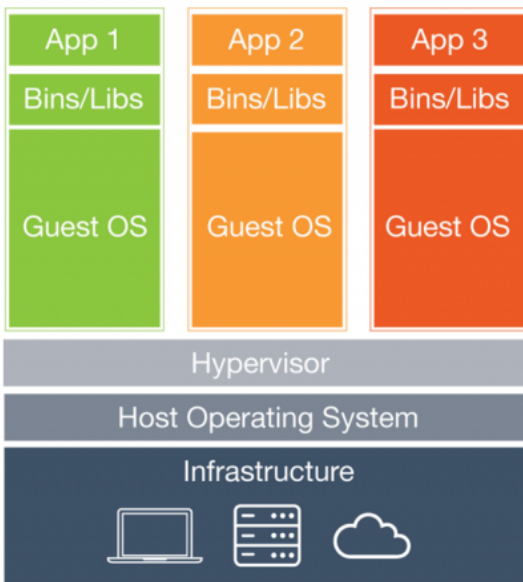 App 1
App 2
App 3
Bins/Libs
Bins/Libs
Bins/Libs
Guest OS
Guest OS
Guest OS
Hypervisor
Host Operating System
Infrastructure